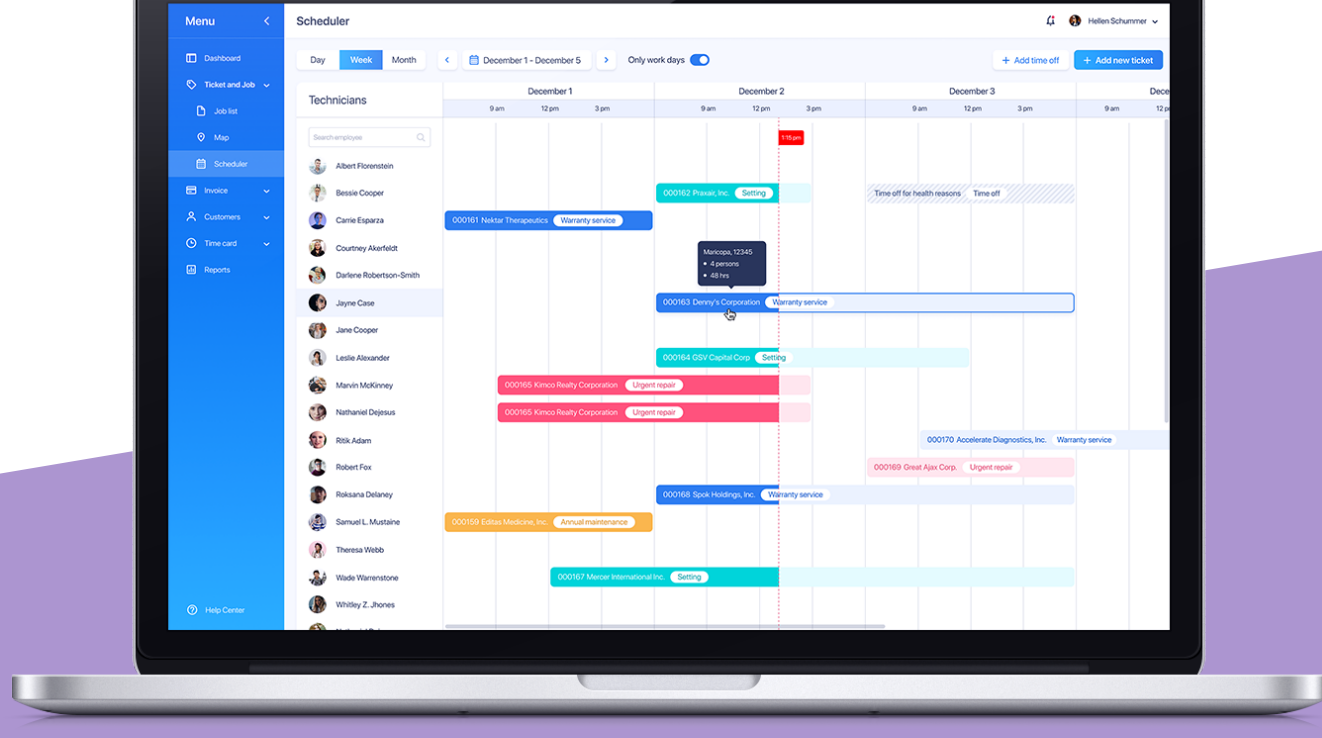 Menu
Scheduler
Hellen Schummer
Dashboard
Ticket and Job
Job list
Map
Scheduler
Invoice
Customers
Time card
Reports
Help Center
Day
Week
Month
December 1 - December 5
Only work days
+ Add time off
+ Add new ticket
Technicians
December 1
December 2
December 3
Dece
9 am
12 pm
3 pm
9 am
12 pm
3 pm
9 am
12 pm
3 pm
9 am
12 p
Search employee
1:15 pm
Albert Florenstein
Bessie Cooper
000162 Praxair, Inc. Setting
Time off for health reasons Time off
Carrie Esparza
000161 Nektar Therapeutics Warranty service
Courtney Akerfeldt
Maricopa, 12345
• 4 persons
• 48 hrs
Darlene Robertson-Smith
Jayne Case
000163 Denny's Corporation Warranty service
Jane Cooper
Leslie Alexander
000164 GSV Capital Corp Setting
Marvin McKinney
000165 Kimco Realty Corporation Urgent repair
Nathaniel Dejesus
000165 Kimco Realty Corporation Urgent repair
Ritik Adam
000170 Accelerate Diagnostics, Inc. Warranty service
Robert Fox
000169 Great Ajax Corp. Urgent repair
Roksana Delaney
000168 Spok Holdings, Inc. Warranty service
Samuel L. Mustaine
000159 Editas Medicine, Inc. Annual maintenance
Theresa Webb
Wade Warrenstone
000167 Mercer International Inc. Setting
Whitley Z. Jhones